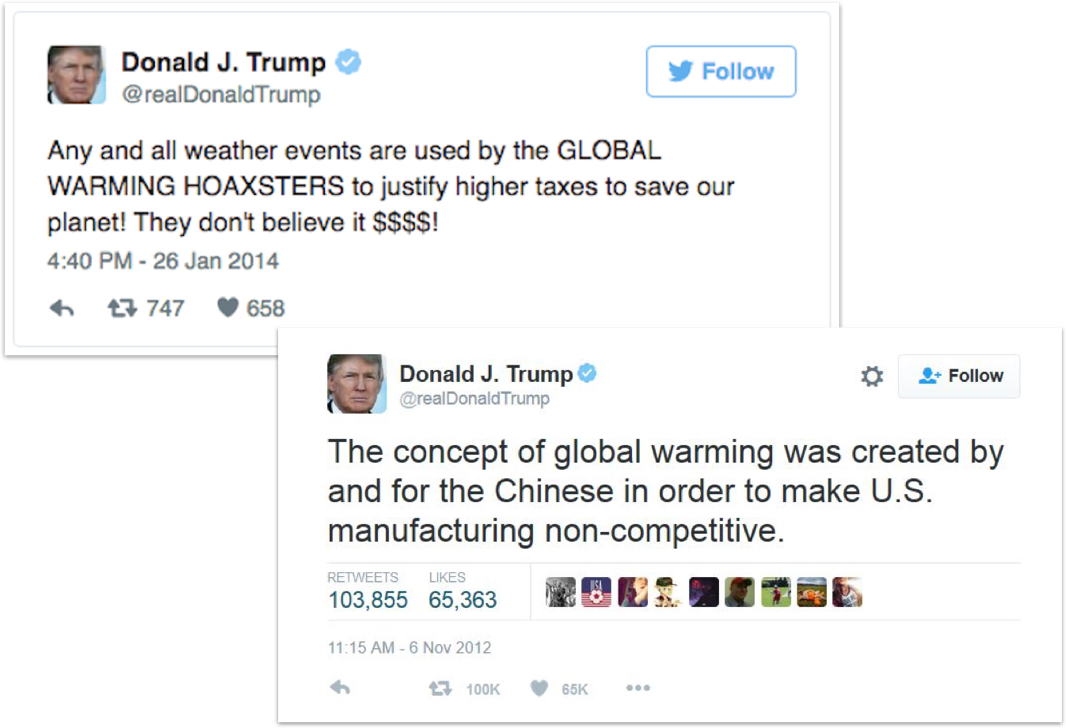 Donald J. Trump
@realDonaldTrump
Follow
Any and all weather events are used by the GLOBAL
WARMING HOAXSTERS to justify higher taxes to save our
planet! They don't believe it $$$$!
4:40 PM - 26 Jan 2014
747 658
Donald J. Trump
@realDonaldTrump
Follow
The concept of global warming was created by
and for the Chinese in order to make U.S.
manufacturing non-competitive.
RETWEETS LIKES
103,855 65,363
USA
11:15 AM - 6 Nov 2012
100K 65K